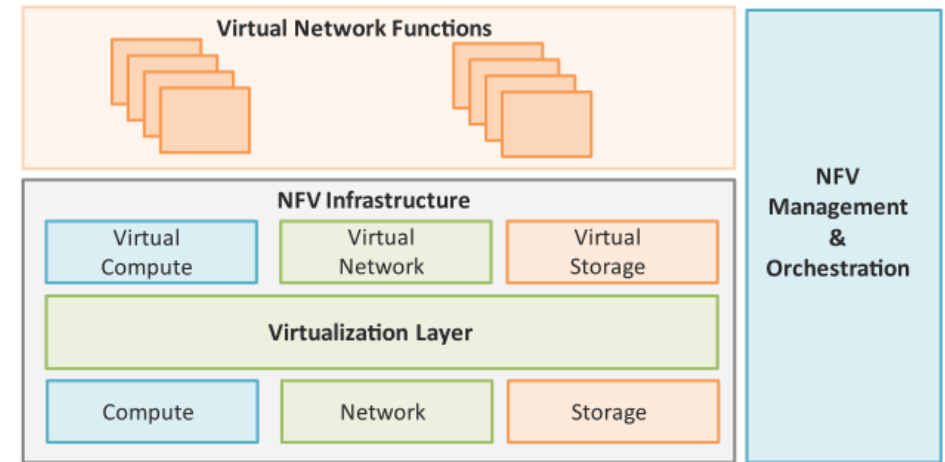 Virtual Network Functions
NFV Infrastructure
Virtual
Compute
Virtual
Network
Virtual
Storage
Virtualization Layer
Compute
Network
Storage
NFV
Management
&
Orchestration